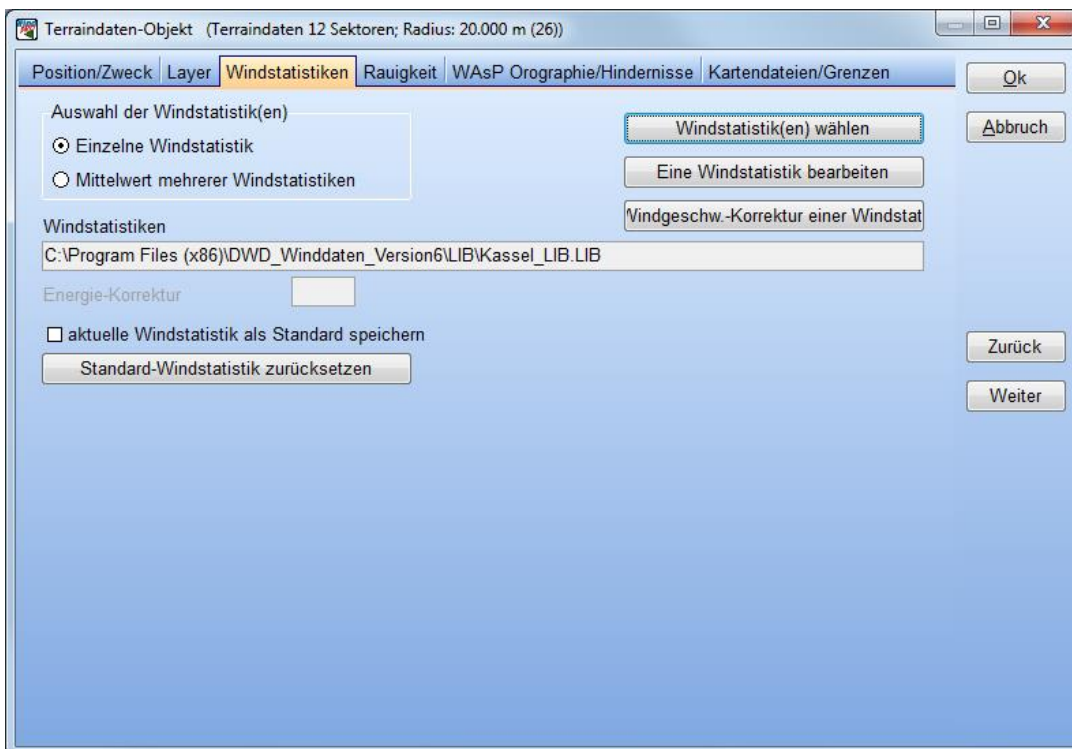 Terraindaten-Objekt (Terraindaten 12 Sektoren; Radius: 20.000 m (26))
Position/Zweck Layer Windstatistiken Rauigkeit WAsP Orographie/Hindernisse Kartendateien/Grenzen
Ok
Abbruch
Auswahl der Windstatistik(en)
Einzelne Windstatistik
Mittelwert mehrerer Windstatistiken
Windstatistik(en) wählen
Eine Windstatistik bearbeiten
Windgeschw.-Korrektur einer Windstat
Windstatistiken
C:\Program Files (x86)\DWD_Winddaten_Version6\LIB\Kassel_LIB.LIB
Energie-Korrektur
aktuelle Windstatistik als Standard speichern
Standard-Windstatistik zurücksetzen
Zurück
Weiter